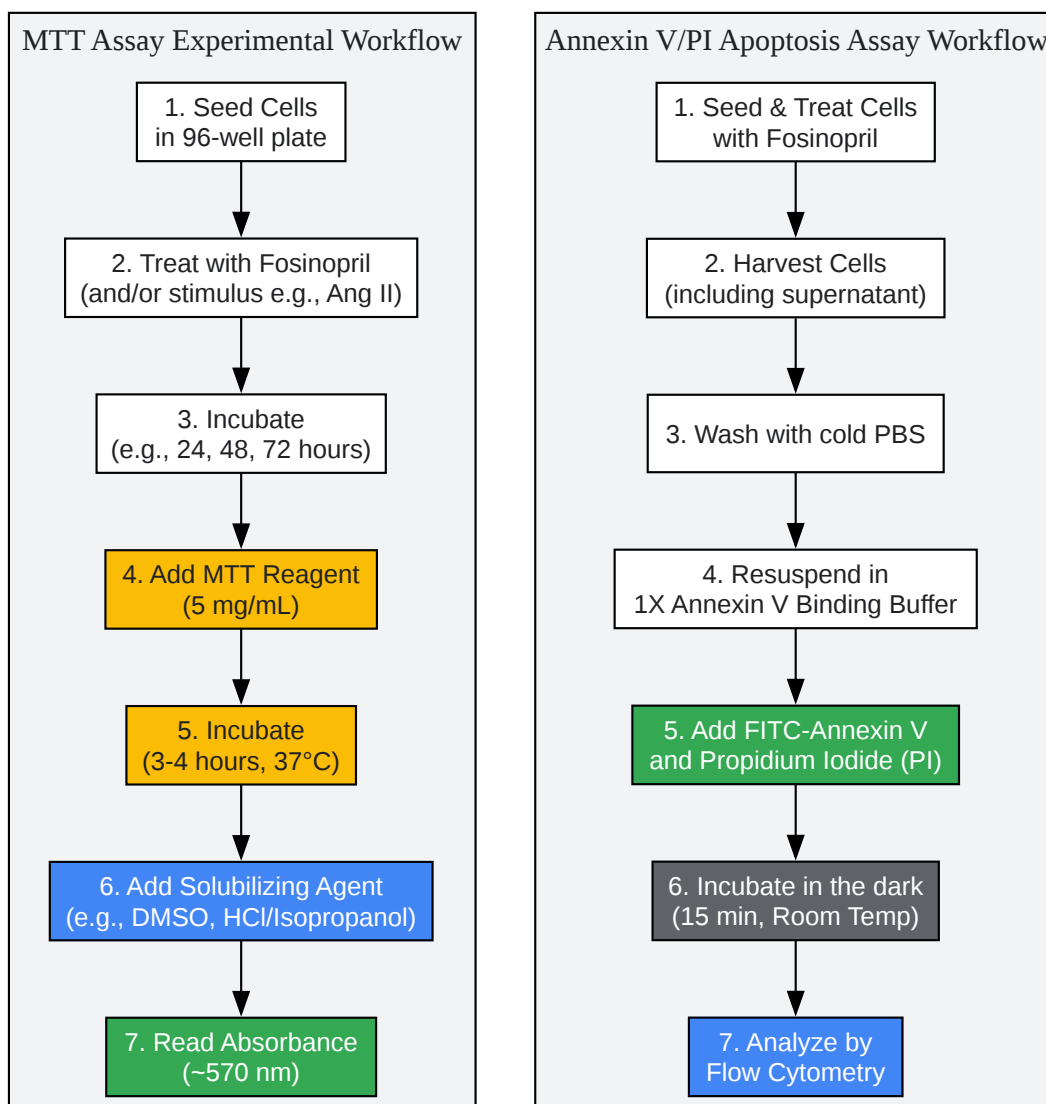 MTT Assay Experimental Workflow
1. Seed Cells
in 96-well plate
2. Treat with Fosinopril
(and/or stimulus e.g., Ang II)
3. Incubate
(e.g., 24, 48, 72 hours)
4. Add MTT Reagent
(5 mg/mL)
5. Incubate
(3-4 hours, 37°C)
6. Add Solubilizing Agent
(e.g., DMSO, HCl/Isopropanol)
7. Read Absorbance
(~570 nm)
Annexin V/PI Apoptosis Assay Workflow
1. Seed & Treat Cells
with Fosinopril
2. Harvest Cells
(including supernatant)
3. Wash with cold PBS
4. Resuspend in
1X Annexin V Binding Buffer
5. Add FITC-Annexin V
and Propidium Iodide (PI)
6. Incubate in the dark
(15 min, Room Temp)
7. Analyze by
Flow Cytometry